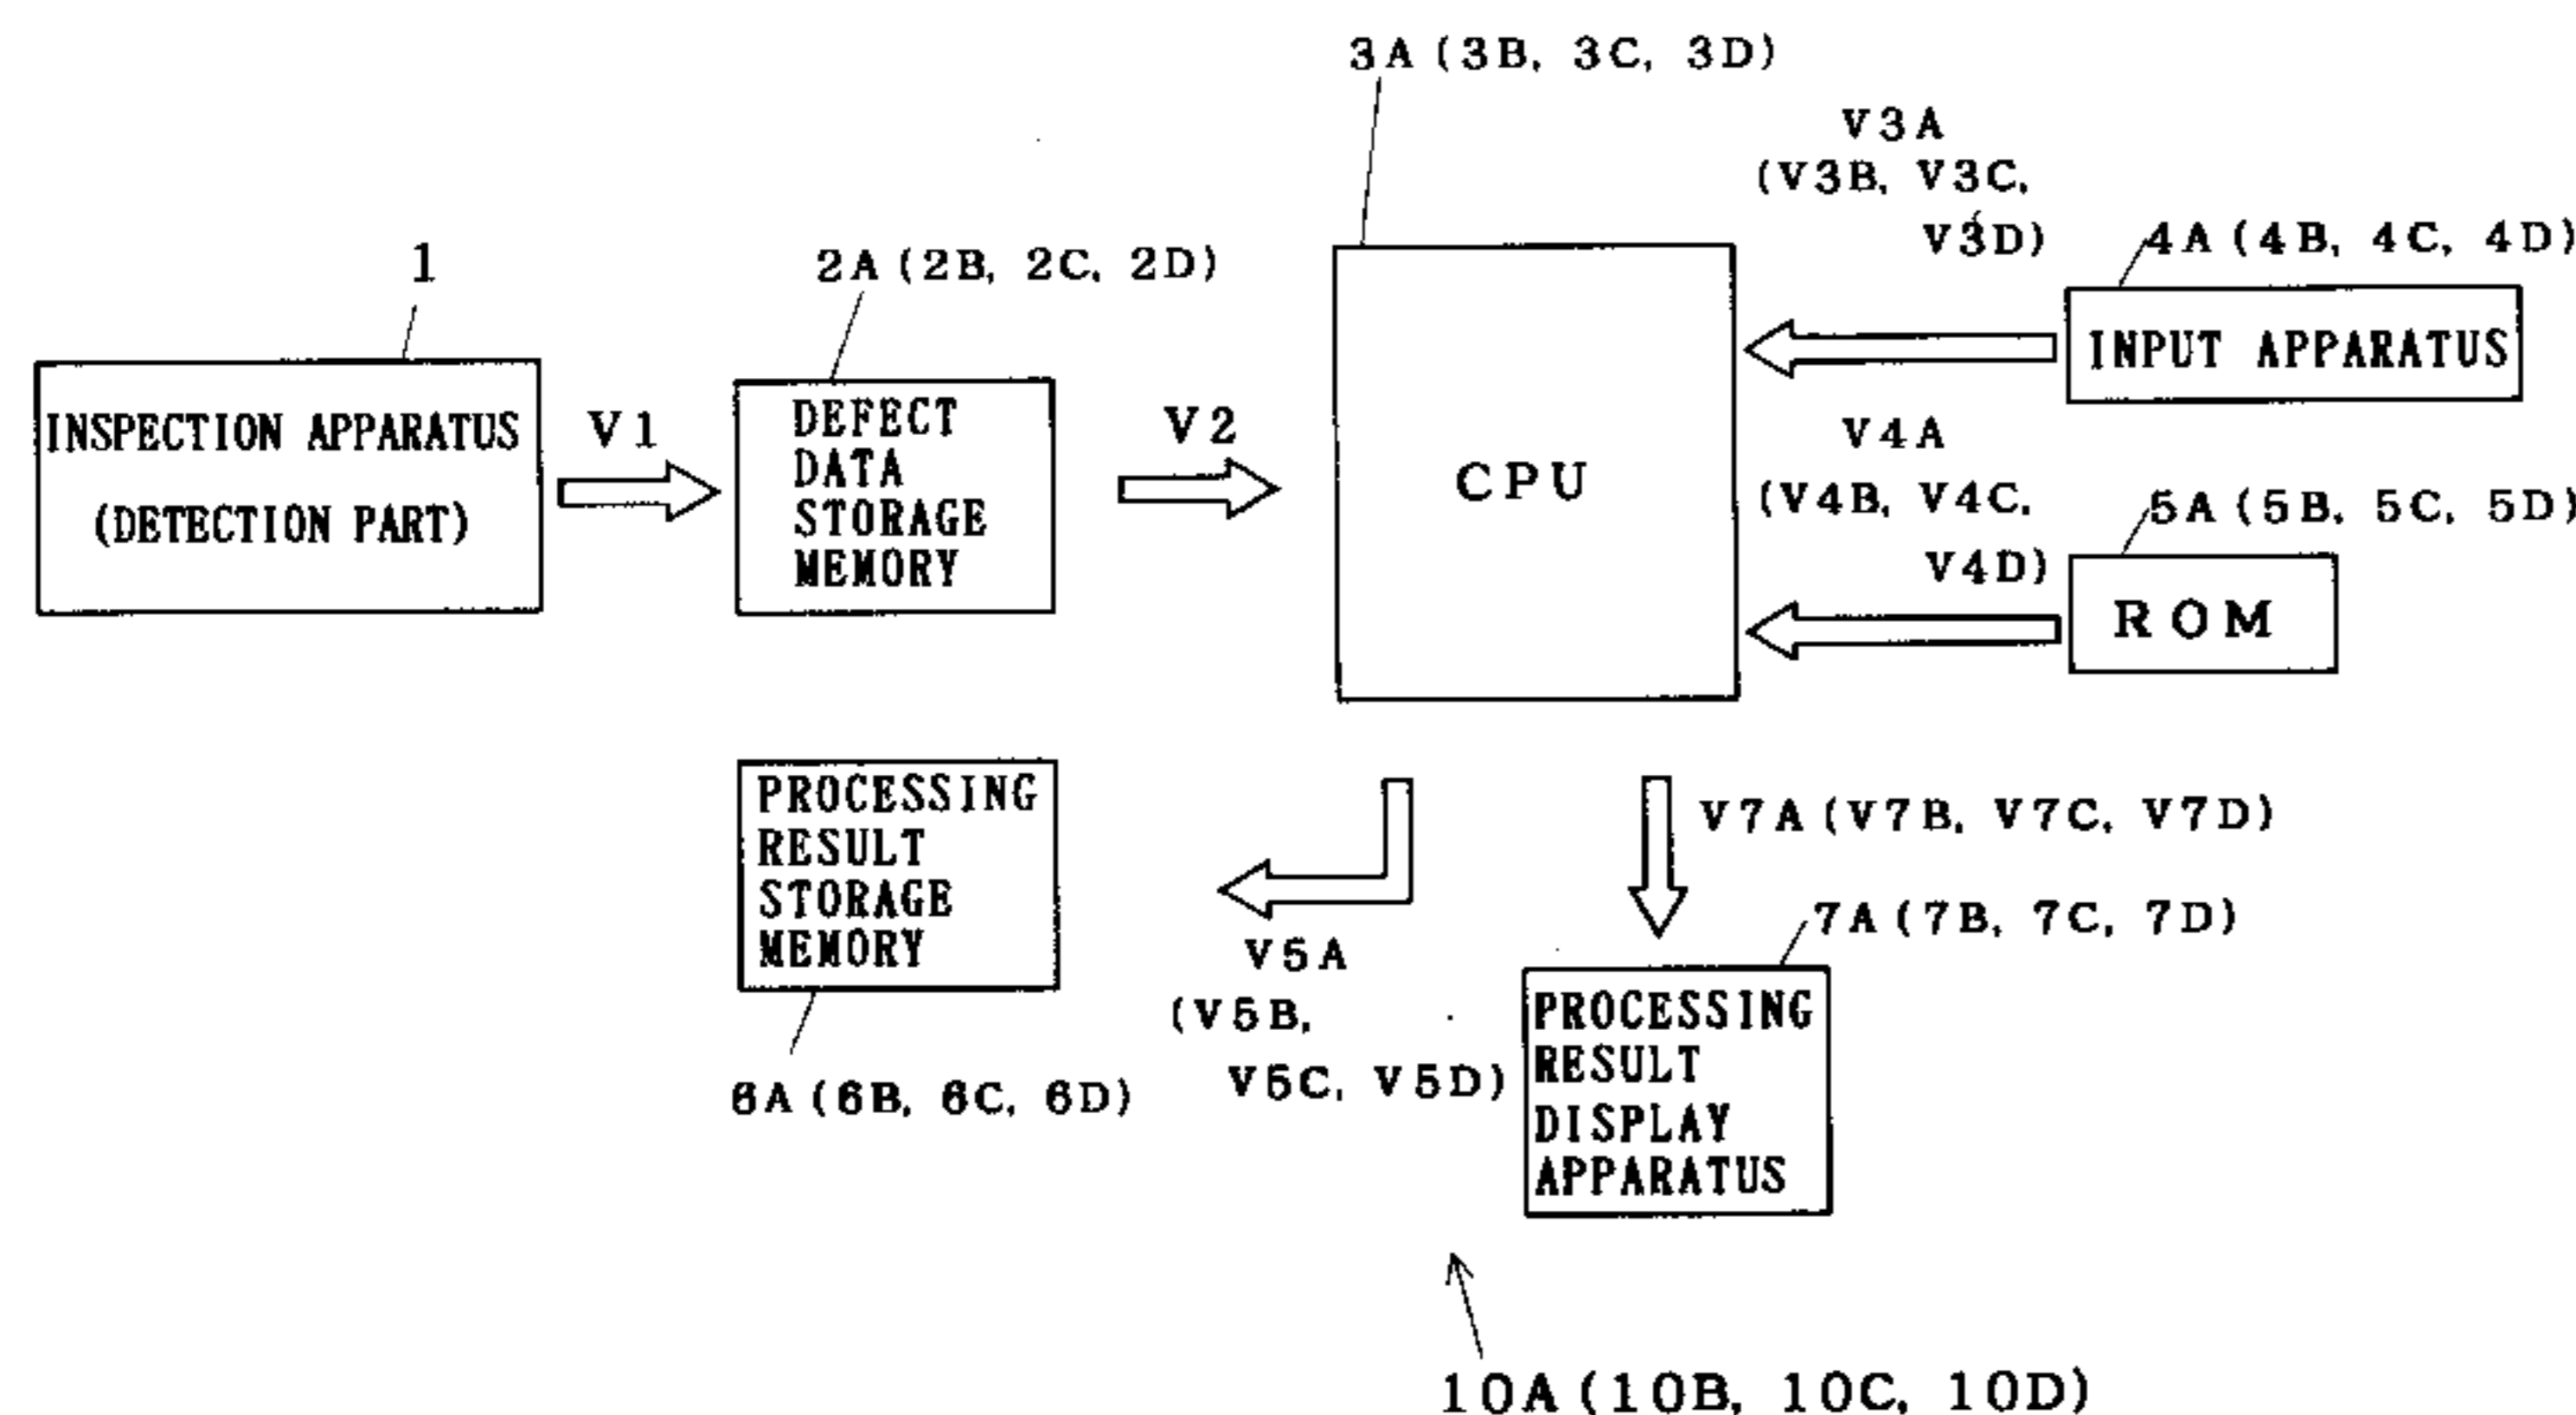 3A (3B, 3C, 3D)
V3A
(V3B, V3C,
V3D)
1
2A (2B, 2C, 2D)
4A (4B, 4C, 4D)
INSPECTION APPARATUS
(DETECTION PART)
V1
DEFECT
DATA
STORAGE
MEMORY
V2
CPU
INPUT APPARATUS
V4A
(V4B, V4C,
V4D)
5A (5B, 5C, 5D)
ROM
PROCESSING
RESULT
STORAGE
MEMORY
6A (6B, 6C, 6D)
V5A
(V5B,
V5C, V5D)
V7A (V7B, V7C, V7D)
7A (7B, 7C, 7D)
PROCESSING
RESULT
DISPLAY
APPARATUS
10A (10B, 10C, 10D)